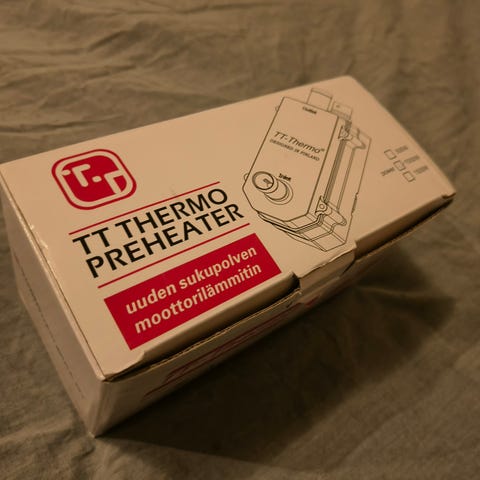 T-T
TT THERMO
PREHEATER
uuden sukupolven
moottorilämmitin
TT-Thermo®
DESIGNED IN FINLAND